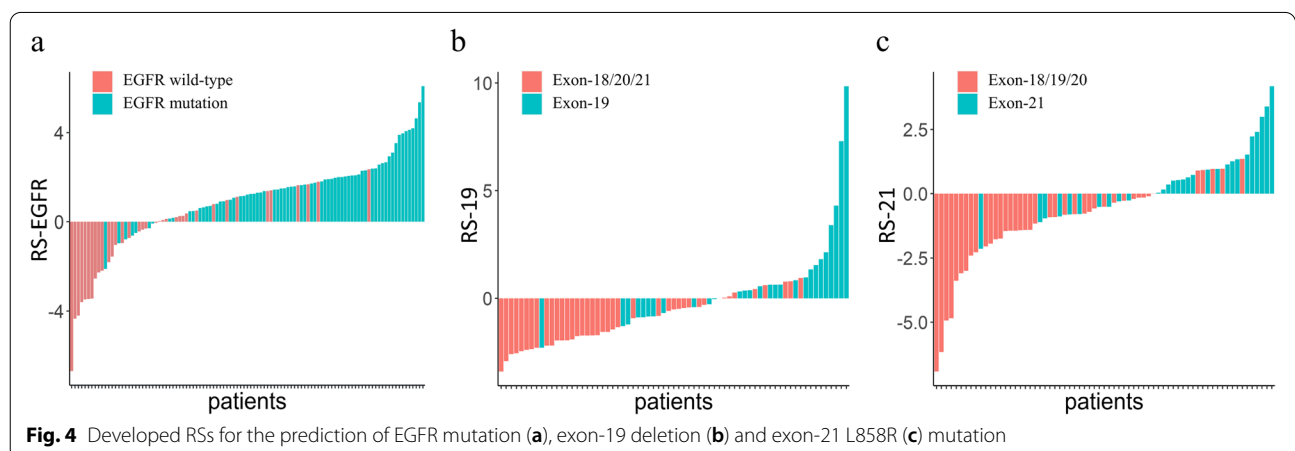 a
b
c
EGFR wild-type
EGFR mutation
RS-EGFR
4
0
-4
patients
Exon-18/20/21
Exon-19
RS-19
10
5
0
patients
Exon-18/19/20
Exon-21
RS-21
2.5
0.0
-2.5
-5.0
patients
Fig. 4 Developed RSs for the prediction of EGFR mutation (a), exon-19 deletion (b) and exon-21 L858R (c) mutation